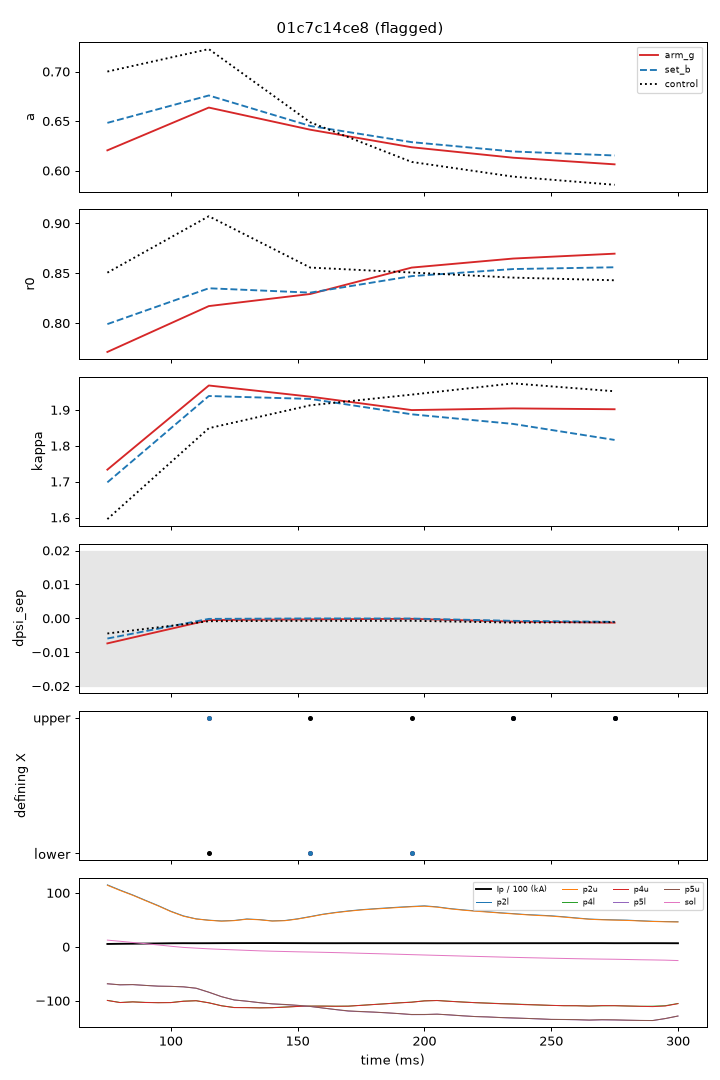 01c7c14ce8 (flagged)
a
0.70
0.65
0.60
arm_g
set_b
control
r0
0.90
0.85
0.80
kappa
1.9
1.8
1.7
1.6
dpsi_sep
0.02
0.01
0.00
−0.01
−0.02
defining X
upper
lower
100
0
−100
Ip / 100 (kA) p2u p4u p5u
p2l p4l p5l sol
100 150 200 250 300
time (ms)